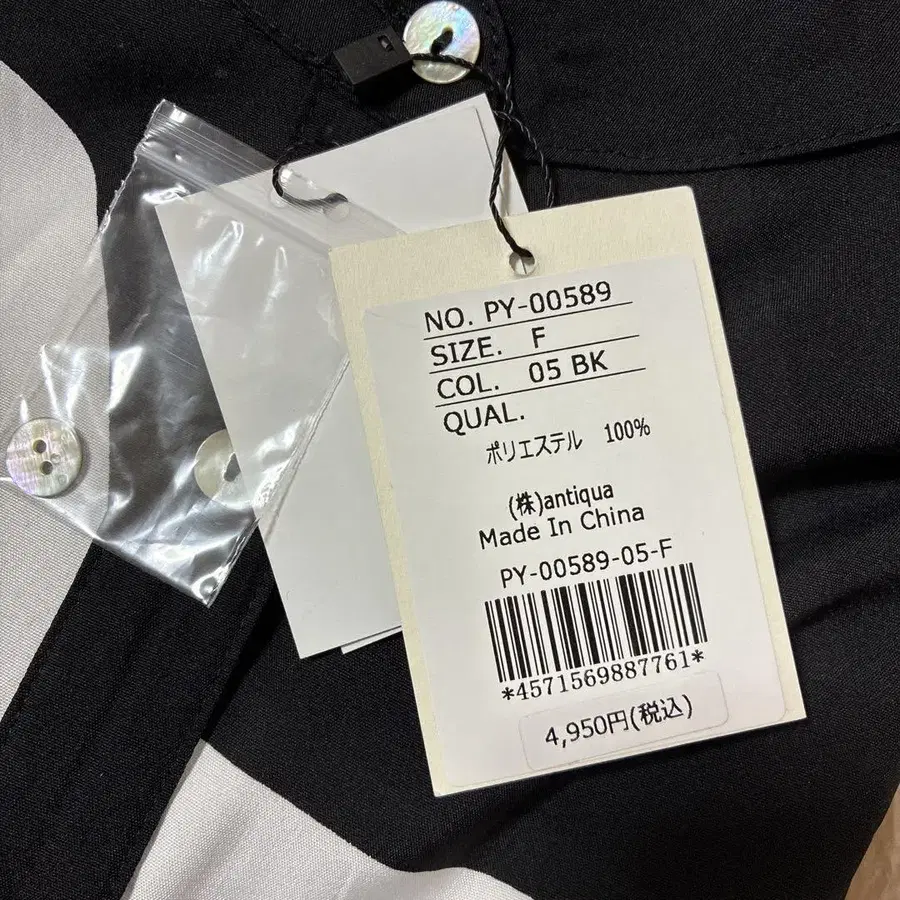 NO. PY-00589
SIZE. F
COL. 05 BK
QUAL.
ポリエステル 100%
(株)antiqua
Made In China
PY-00589-05-F
*4571569887761*
4,950円(税込)